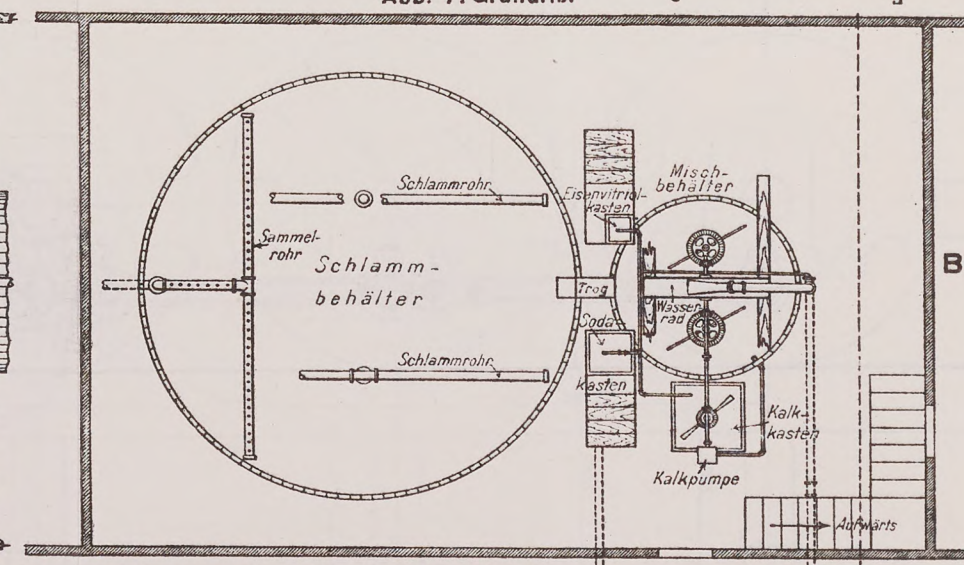 Abb. 7. Grundriß.
Misch-
behälter
Schlammrohr
Eisenvitriol-
kasten
Sammel-
rohr
Schlamm-
behälter
Trog
Wasser
rad
Soda-
kasten
Schlammrohr
Kalk-
kasten
Kalkpumpe
Aufwärts
B